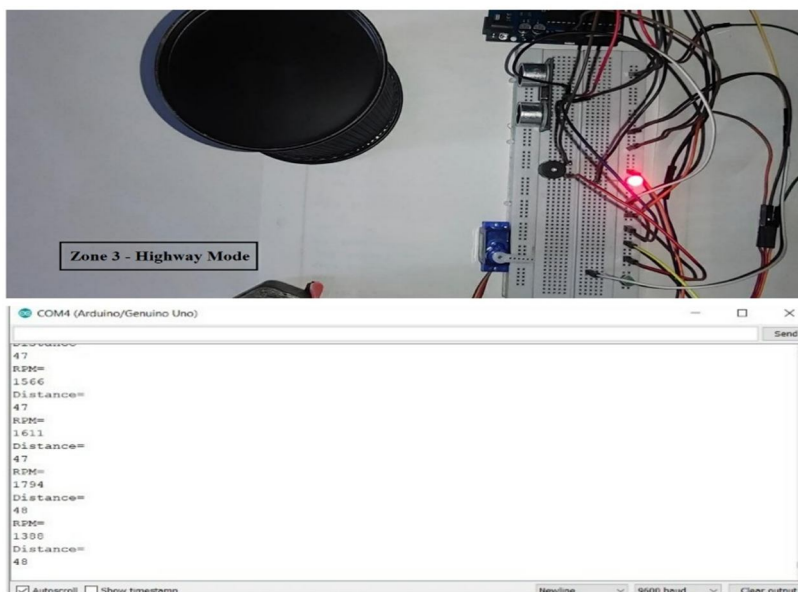 Zone 3 - Highway Mode
COM4 (Arduino/Genuino Uno)
Send
Distance
47
RPM=
1566
Distance=
47
RPM=
1611
Distance=
47
RPM=
1794
Distance=
48
RPM=
1388
Distance=
48
Autoscroll Show timestamp Newline 9600 baud Clear output